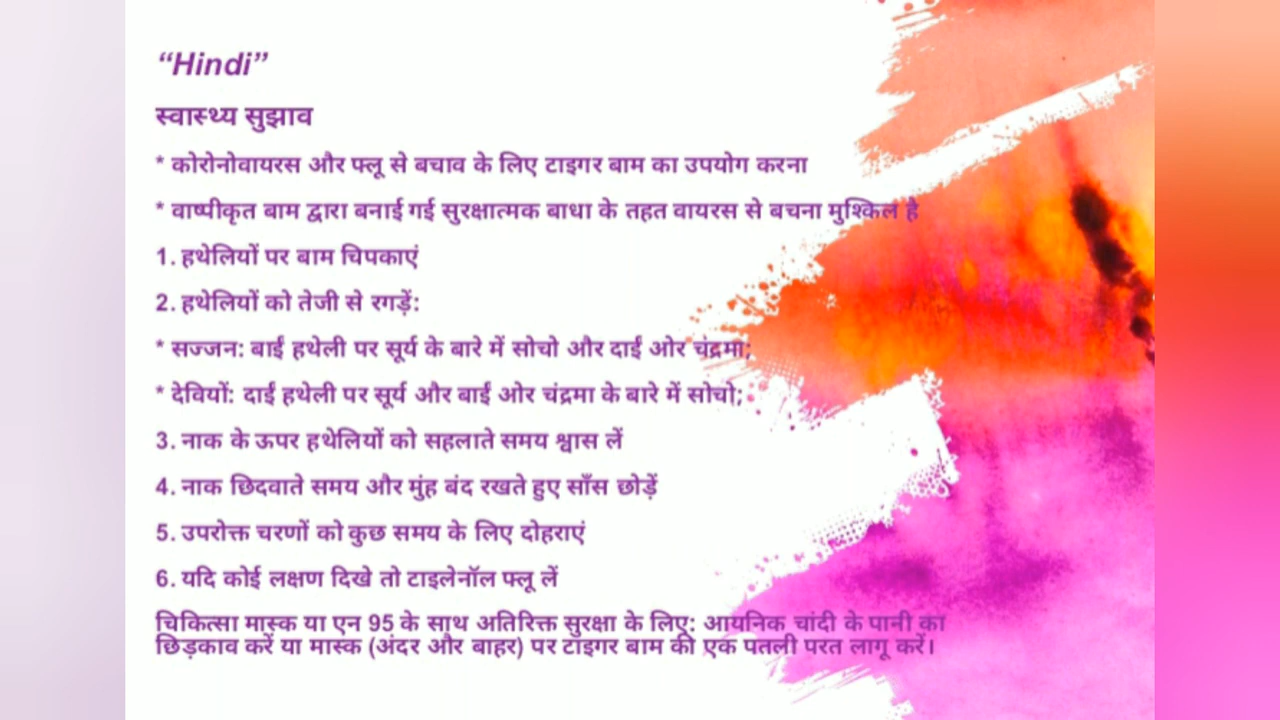 “Hindi”
स्वास्थ्य सुझाव
* कोरोनोवायरस और फ्लू से बचाव के लिए टाइगर बाम का उपयोग करना
* वाष्पीकृत बाम द्वारा बनाई गई सुरक्षात्मक बाधा के तहत वायरस से बचना मुश्किल है
1. हथेलियों पर बाम चिपकाएं
2. हथेलियों को तेजी से रगड़ें:
* सज्जन: बाईं हथेली पर सूर्य के बारे में सोचो और दाईं ओर चंद्रमा;
* देवियों: दाईं हथेली पर सूर्य और बाईं ओर चंद्रमा के बारे में सोचो;
3. नाक के ऊपर हथेलियों को सहलाते समय श्वास लें
4. नाक छिदवाते समय और मुंह बंद रखते हुए साँस छोड़ें
5. उपरोक्त चरणों को कुछ समय के लिए दोहराएं
6. यदि कोई लक्षण दिखे तो टाइलेनॉल फ्लू लें
चिकित्सा मास्क या एन 95 के साथ अतिरिक्त सुरक्षा के लिए: आयनिक चांदी के पानी का
छिड़काव करें या मास्क (अंदर और बाहर) पर टाइगर बाम की एक पतली परत लागू करें।